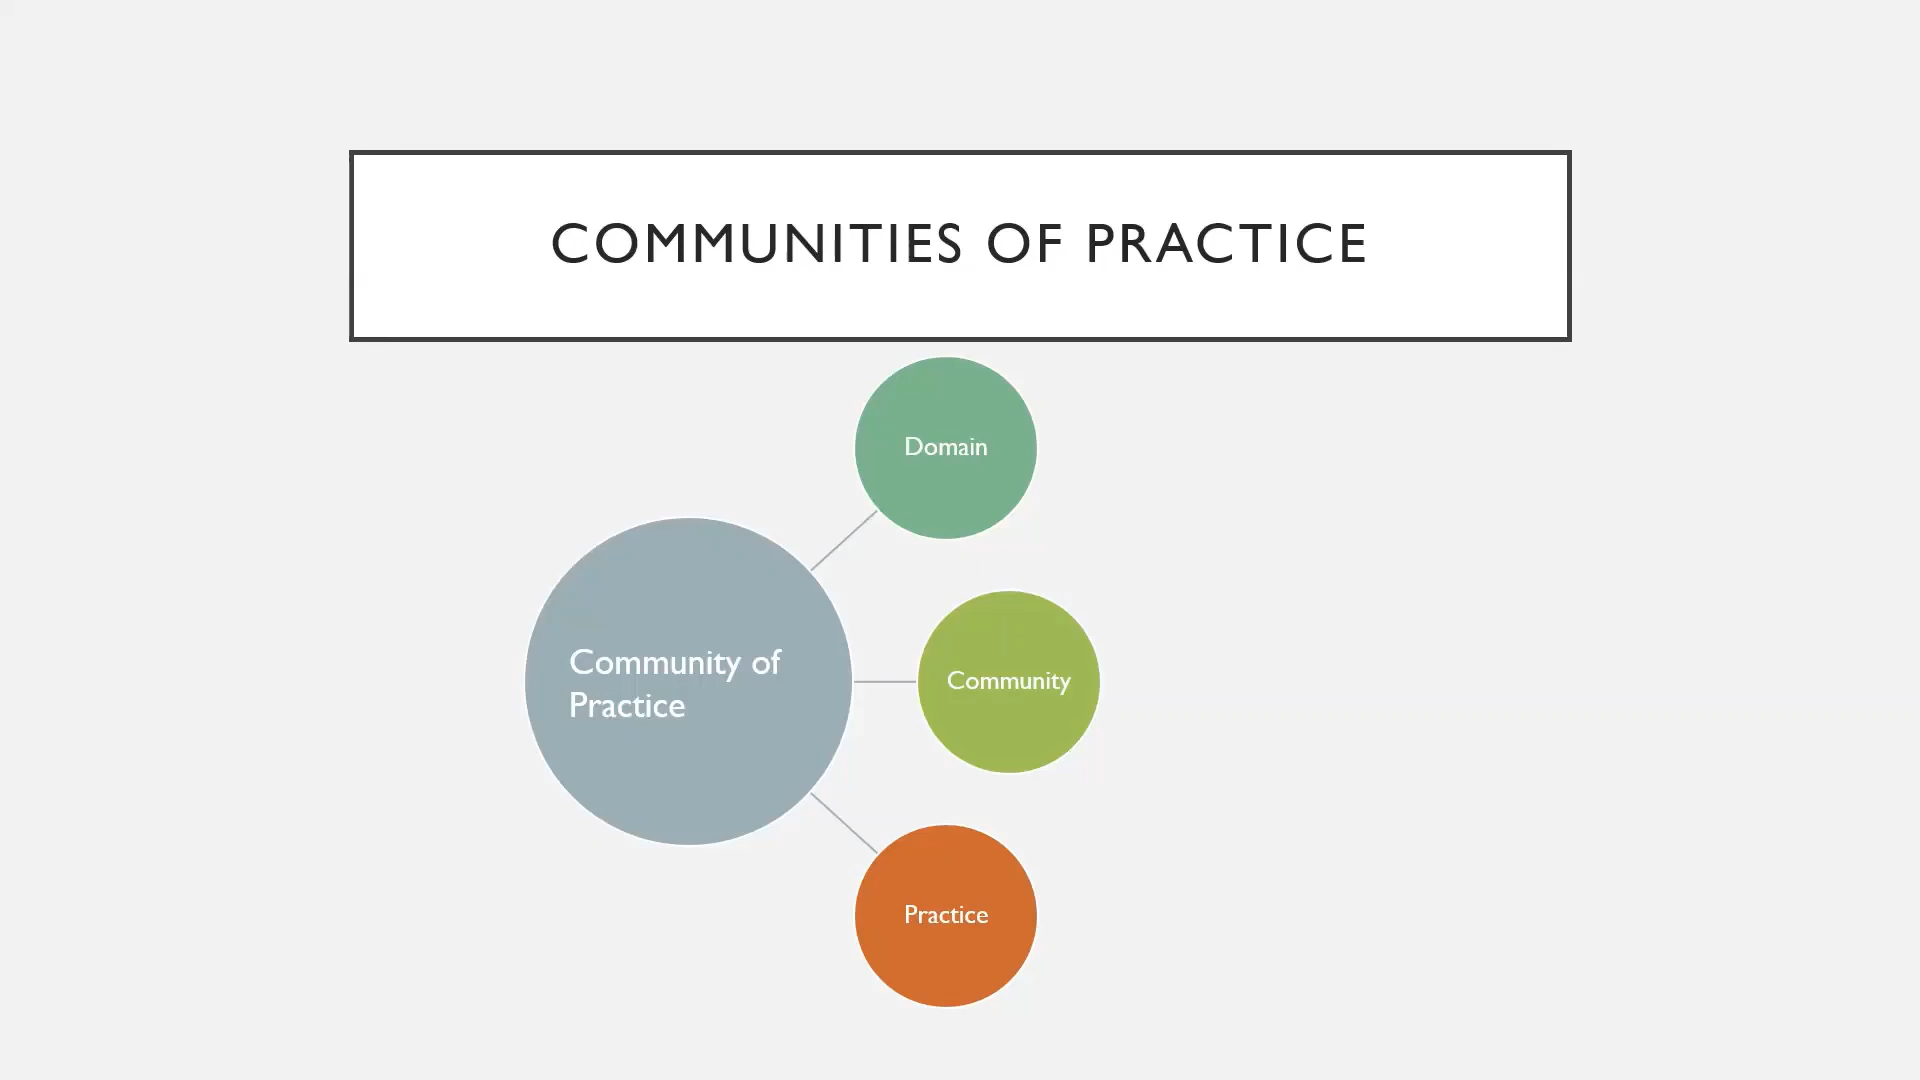 COMMUNITIES OF PRACTICE
Domain
Community of
Practice
Community
Practice